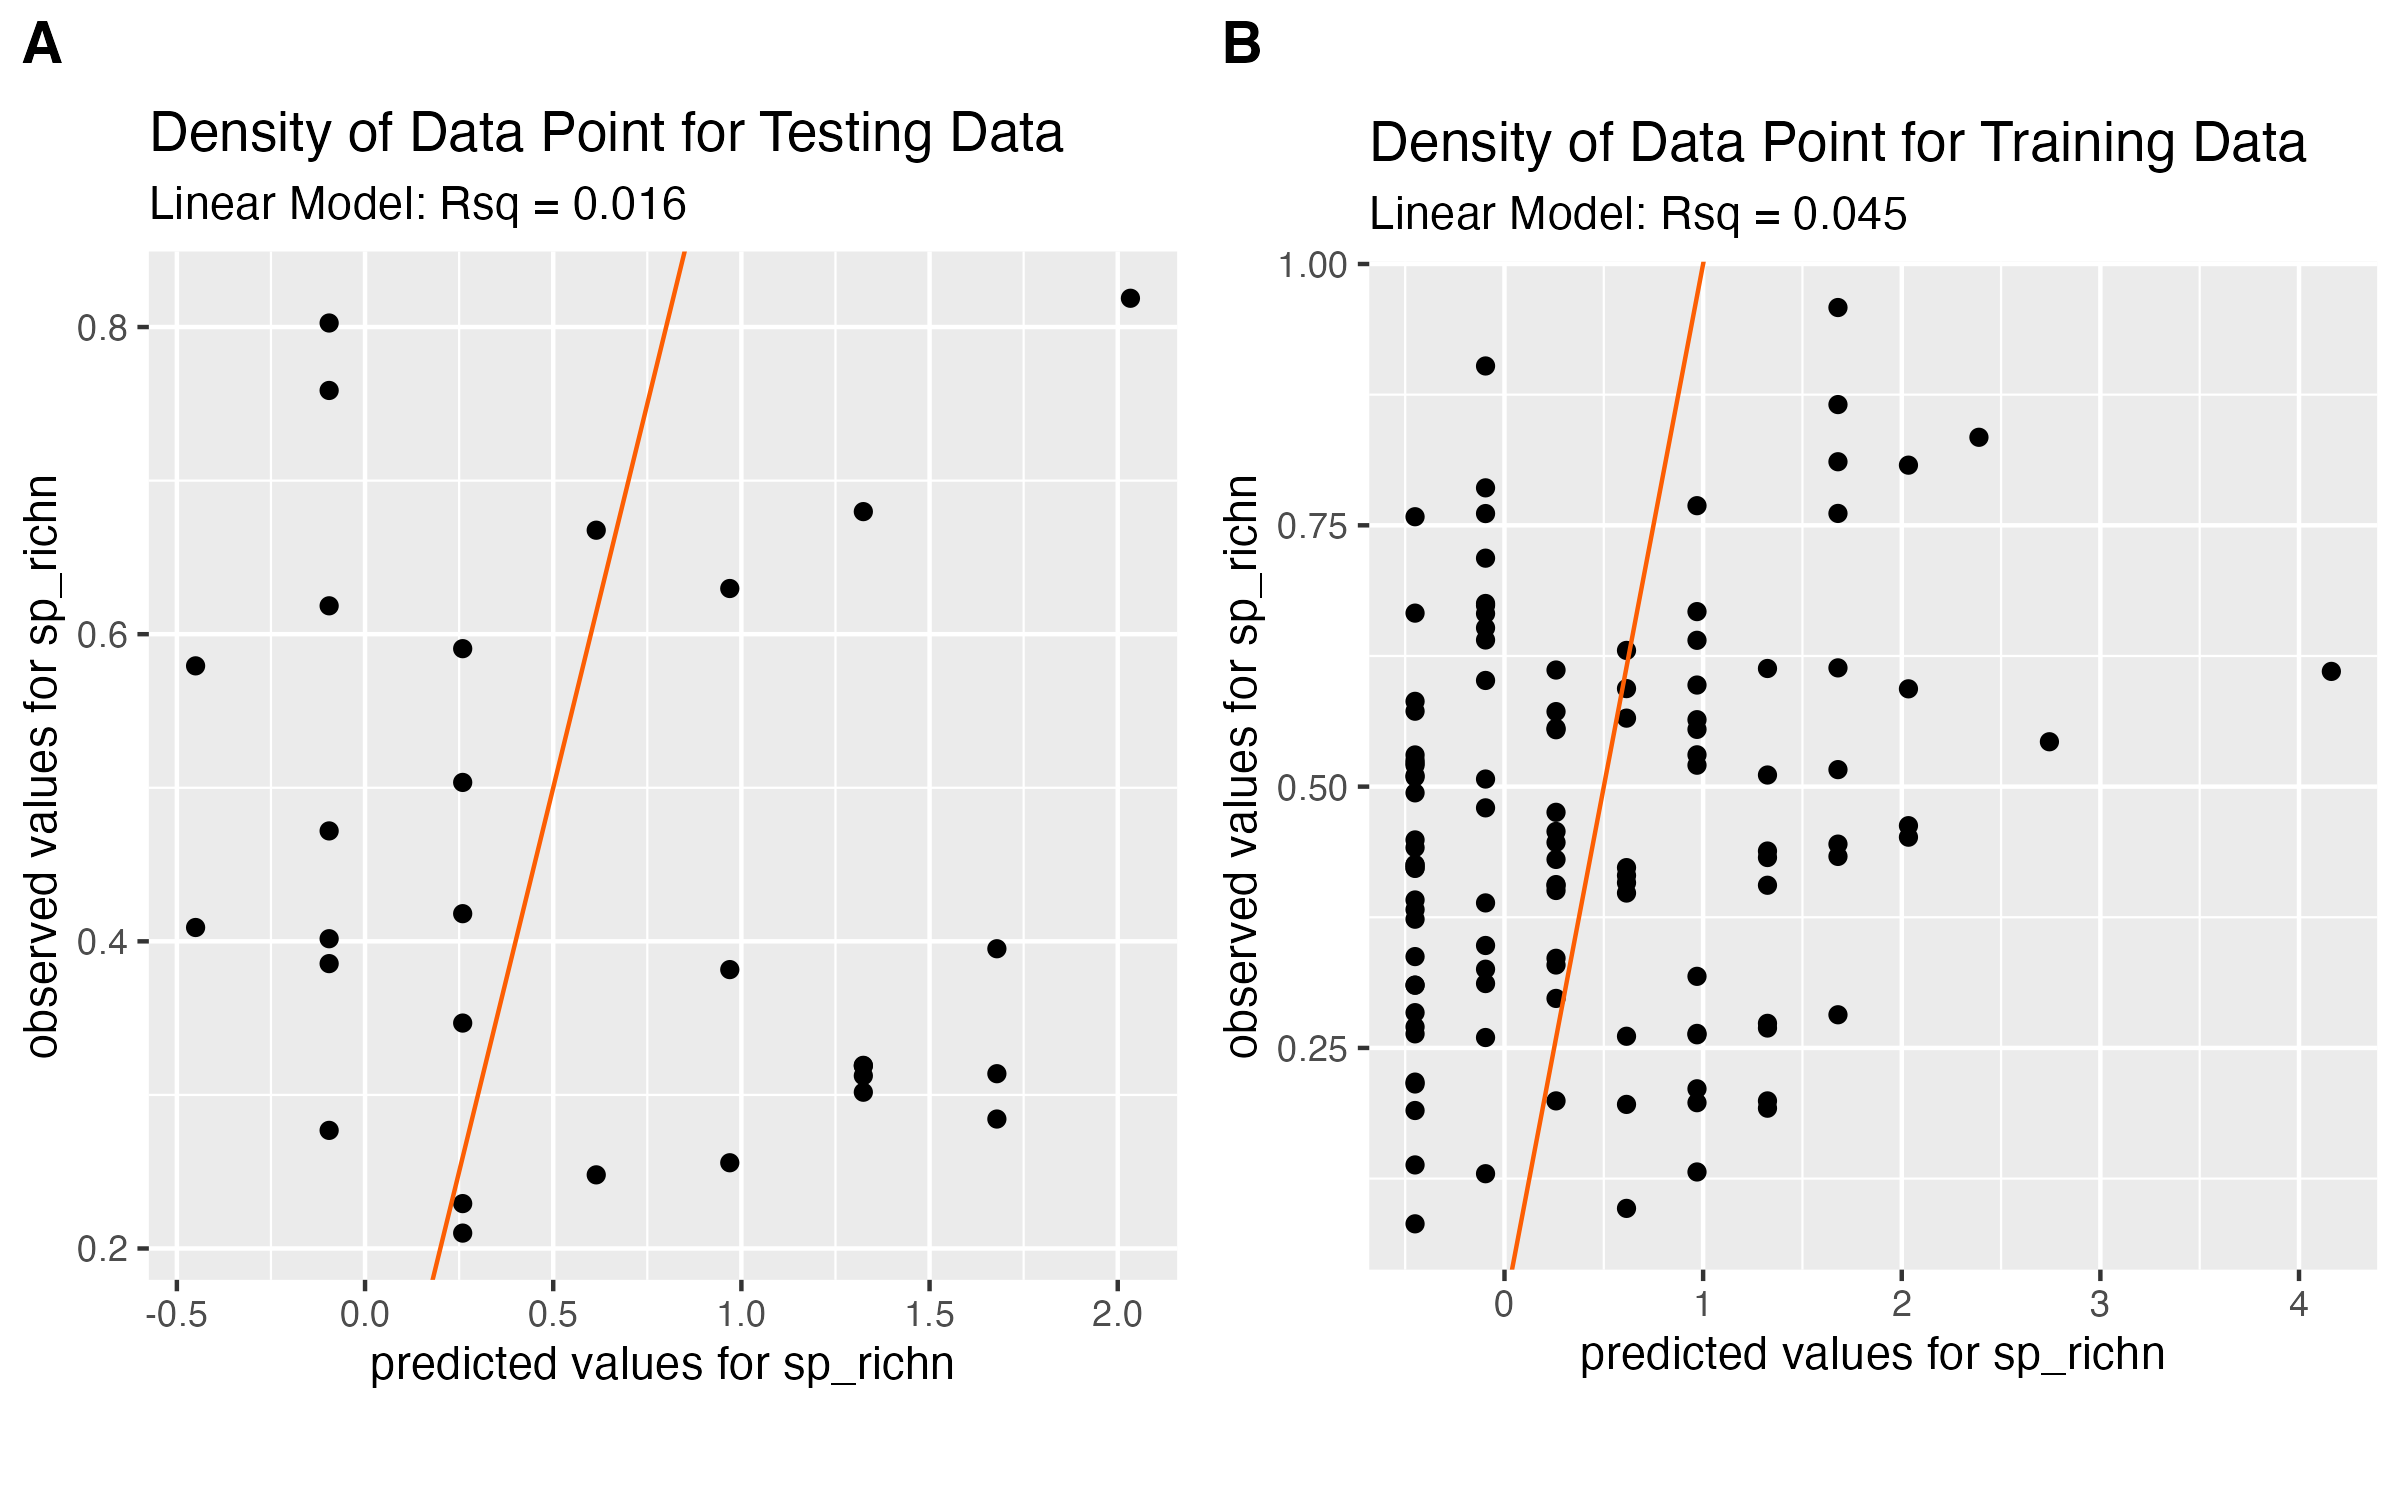 A
Density of Data Point for Testing Data
Linear Model: Rsq = 0.016
observed values for sp_richn
0.8
0.6
0.4
0.2
-0.5 0.0 0.5 1.0 1.5 2.0
predicted values for sp_richn
B
Density of Data Point for Training Data
Linear Model: Rsq = 0.045
observed values for sp_richn
1.00
0.75
0.50
0.25
0 1 2 3 4
predicted values for sp_richn